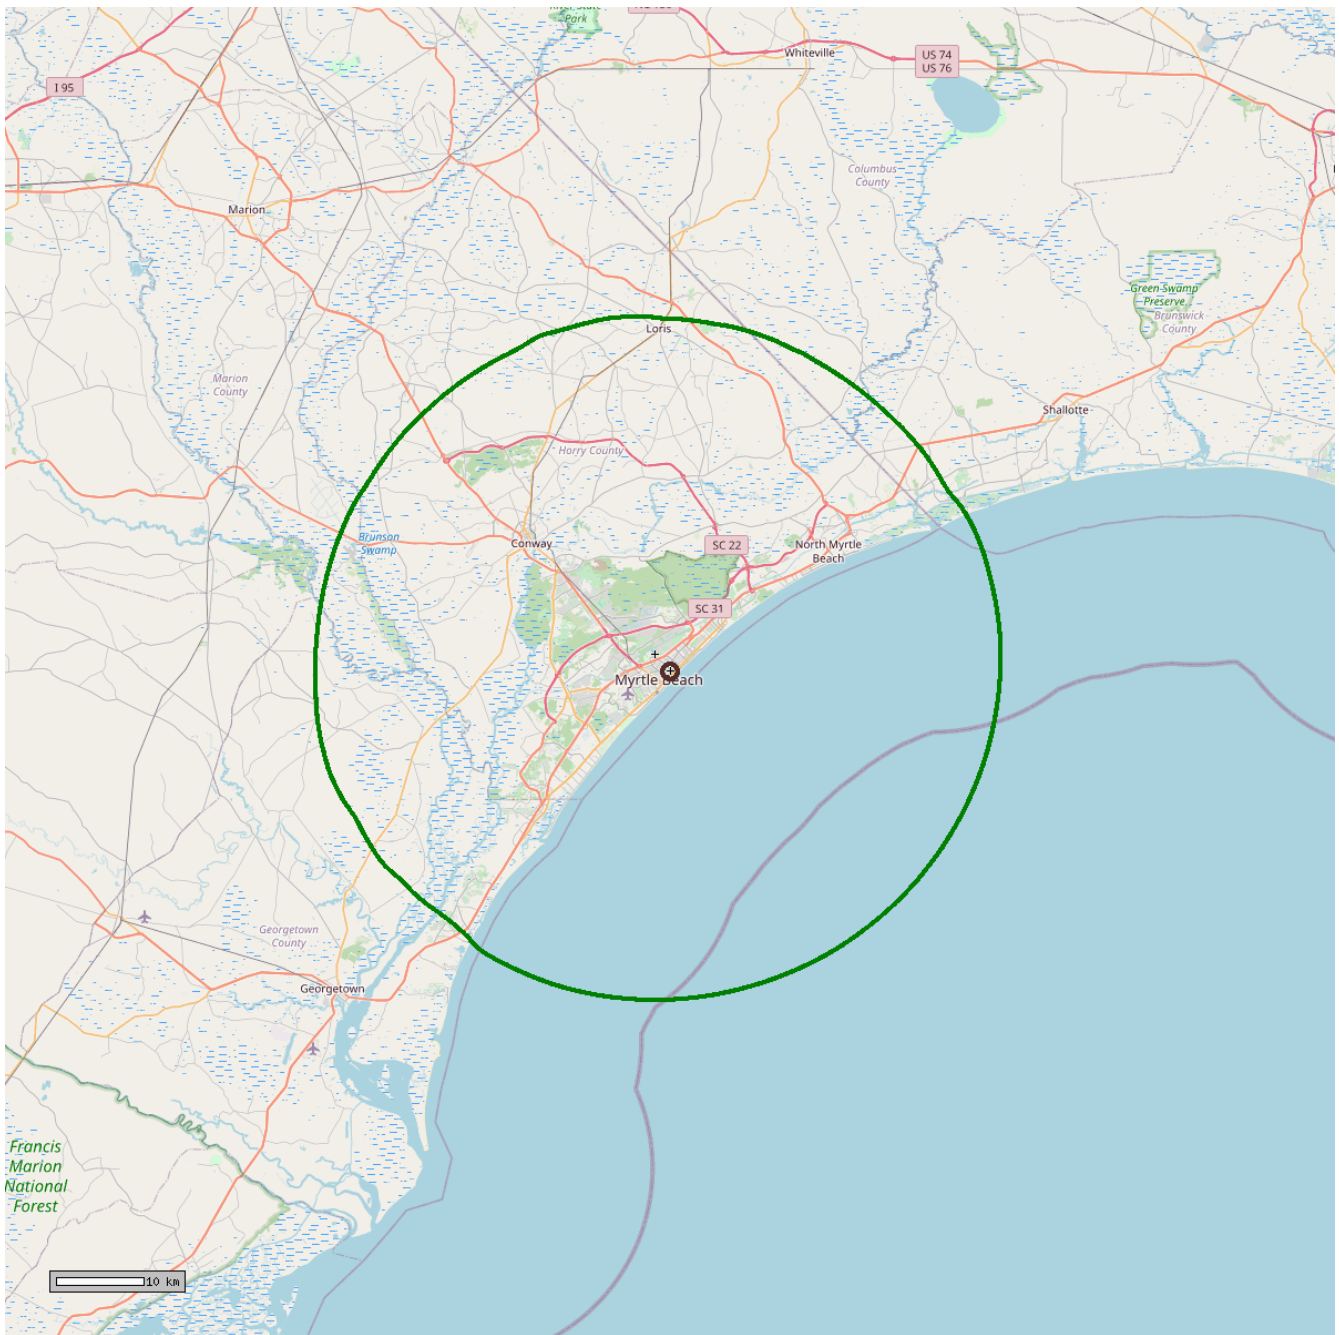 River State
Park
Whiteville
US 74
US 76
I 95
Columbus
County
Marion
Green Swamp
Preserve
Brunswick
County
Loris
Marion
County
Shallotte
Horry County
Brunson
Swamp
Conway
SC 22
North Myrtle
Beach
SC 31
Myrtle Beach
Georgetown
County
Georgetown
Francis
Marion
National
Forest
10 km